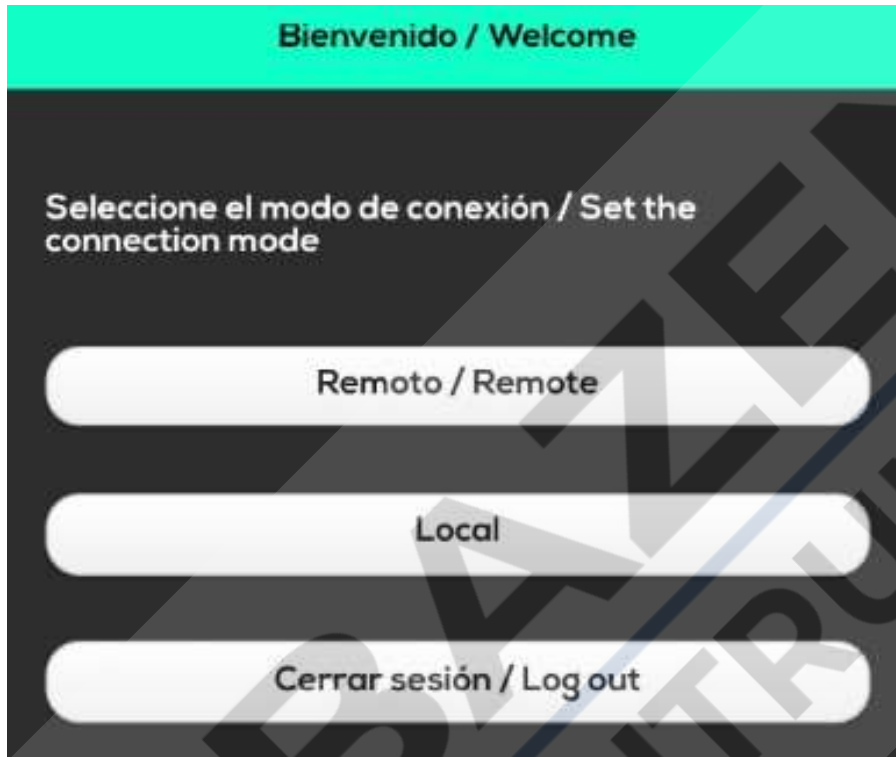 Bienvenido / Welcome
Seleccione el modo de conexión / Set the
connection mode
Remoto / Remote
Local
Cerrar sesión / Log out